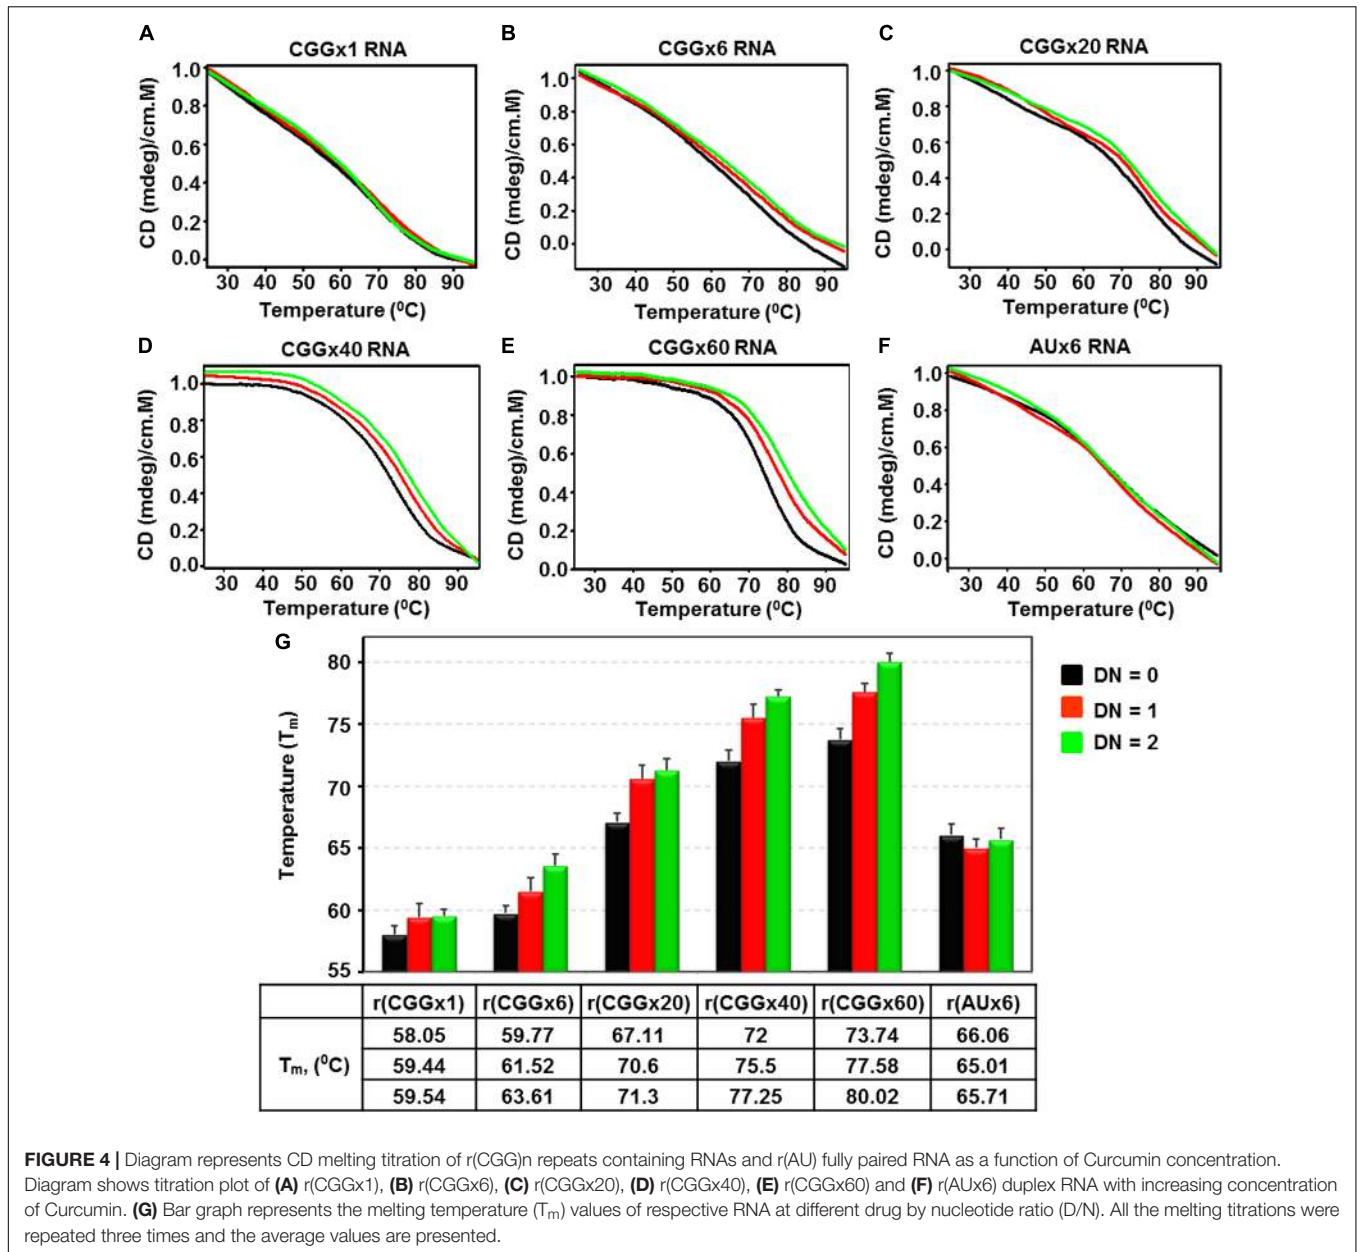 A
CGGx1 RNA
CD (mdeg)/cm.M)
1.0
0.8
0.6
0.4
0.2
0.0
30 40 50 60 70 80 90
Temperature (⁰C)
B
CGGx6 RNA
CD (mdeg)/cm.M)
1.0
0.8
0.6
0.4
0.2
0.0
30 40 50 60 70 80 90
Temperature (⁰C)
C
CGGx20 RNA
CD (mdeg)/cm.M)
1.0
0.8
0.6
0.4
0.2
0.0
30 40 50 60 70 80 90
Temperature (⁰C)
D
CGGx40 RNA
CD (mdeg)/cm.M)
1.0
0.8
0.6
0.4
0.2
0.0
30 40 50 60 70 80 90
Temperature (⁰C)
E
CGGx60 RNA
CD (mdeg)/cm.M)
1.0
0.8
0.6
0.4
0.2
0.0
30 40 50 60 70 80 90
Temperature (⁰C)
F
AUx6 RNA
CD (mdeg)/cm.M)
1.0
0.8
0.6
0.4
0.2
0.0
30 40 50 60 70 80 90
Temperature (⁰C)
G
Temperature (Tₘ)
80
75
70
65
60
55
DN = 0
DN = 1
DN = 2
r(CGGx1) r(CGGx6) r(CGGx20) r(CGGx40) r(CGGx60) r(AUx6)
Tₘ, (⁰C)
58.05 59.77 67.11 72 73.74 66.06
59.44 61.52 70.6 75.5 77.58 65.01
59.54 63.61 71.3 77.25 80.02 65.71
FIGURE 4 | Diagram represents CD melting titration of r(CGG)n repeats containing RNAs and r(AU) fully paired RNA as a function of Curcumin concentration.
Diagram shows titration plot of (A) r(CGGx1), (B) r(CGGx6), (C) r(CGGx20), (D) r(CGGx40), (E) r(CGGx60) and (F) r(AUx6) duplex RNA with increasing concentration
of Curcumin. (G) Bar graph represents the melting temperature (Tₘ) values of respective RNA at different drug by nucleotide ratio (D/N). All the melting titrations were
repeated three times and the average values are presented.